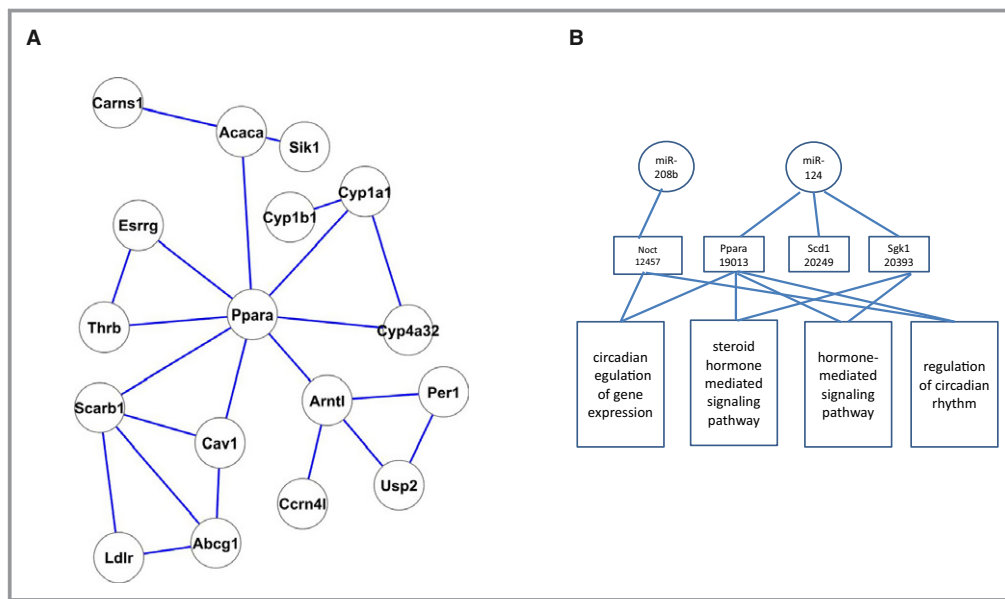 A
B
Carns1
Acaca
Sik1
Cyp1a1
Cyp1b1
Esrrg
Thrb
Ppara
Cyp4a32
Scarb1
Cav1
Arntl
Per1
Usp2
Ccrn4l
Ldlr
Abcg1
miR-
208b
miR-
124
Noct
12457
Ppara
19013
Scd1
20249
Sgk1
20393
circadian
egulation
of gene
expression
steroid
hormone
mediated
signaling
pathway
hormone-
mediated
signaling
pathway
regulation
of circadian
rhythm